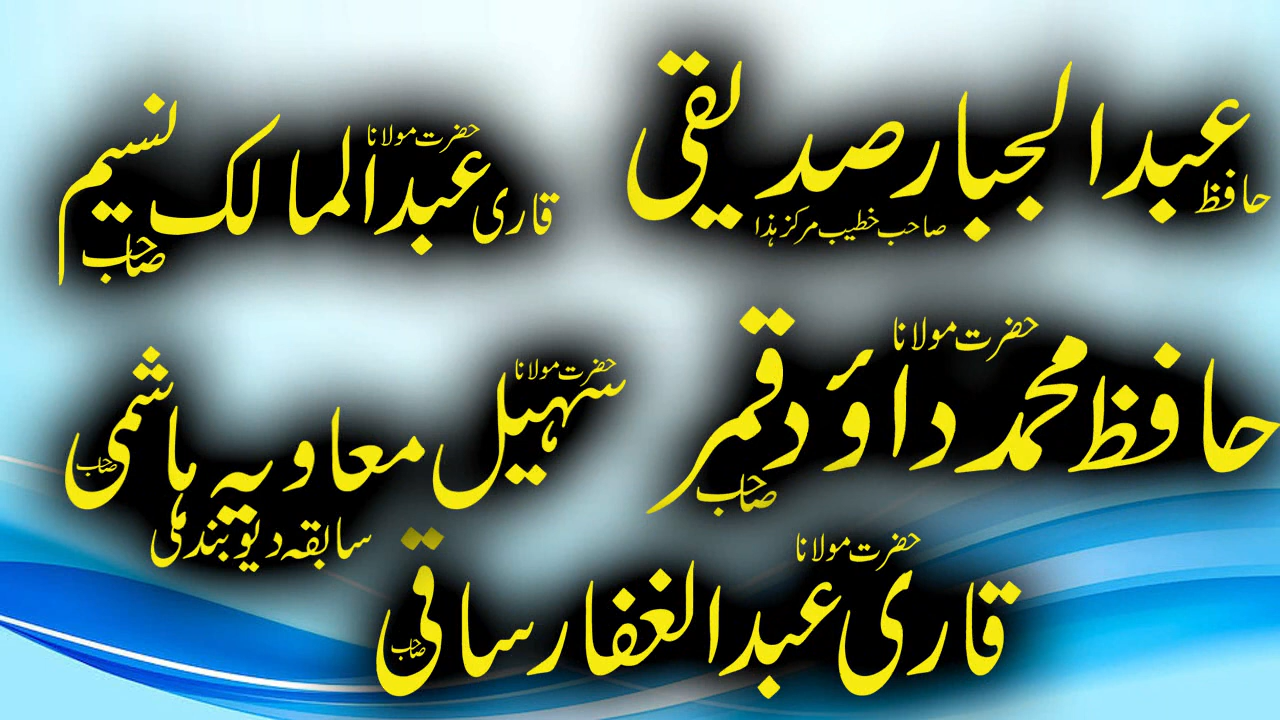 حافظ عبدالجبار صدیقی
صاحب خطیب مرکز ہذا
حضرت مولانا
قاری عبدالمالک نسیم
صاحب
حضرت مولانا
حافظ محمد داؤد قمر
صاحب
حضرت مولانا
سہیل معاویہ ہاشمی
صاحب
سابقہ دیوبندی
حضرت مولانا
قاری عبدالغفار ساقی
صاحب